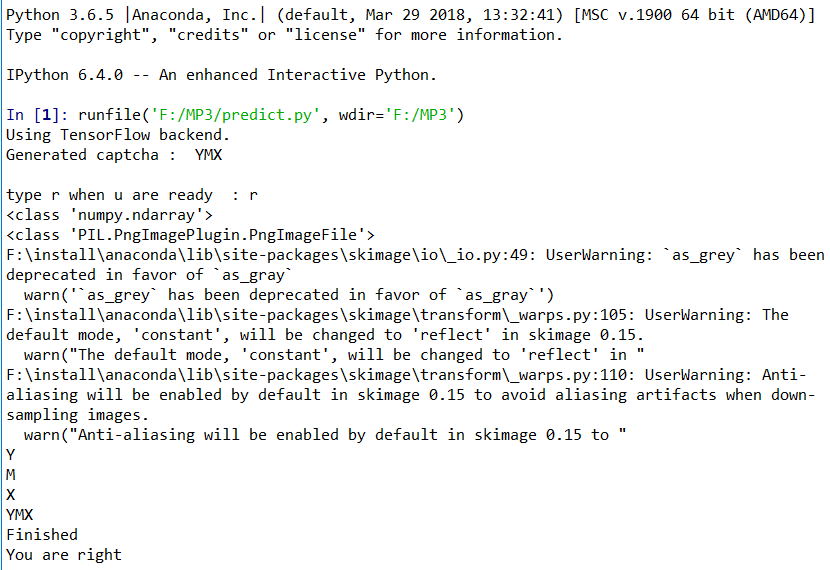 Python 3.6.5 |Anaconda, Inc.| (default, Mar 29 2018, 13:32:41) [MSC v.1900 64 bit (AMD64)]
Type "copyright", "credits" or "license" for more information.
IPython 6.4.0 -- An enhanced Interactive Python.
In [1]: runfile('F:/MP3/predict.py', wdir='F:/MP3')
Using TensorFlow backend.
Generated captcha :  YMX
type r when u are ready  : r
<class 'numpy.ndarray'>
<class 'PIL.PngImagePlugin.PngImageFile'>
F:\install\anaconda\lib\site-packages\skimage\io\_io.py:49: UserWarning: `as_grey` has been
deprecated in favor of `as_gray`
  warn('`as_grey` has been deprecated in favor of `as_gray`')
F:\install\anaconda\lib\site-packages\skimage\transform\_warps.py:105: UserWarning: The
default mode, 'constant', will be changed to 'reflect' in skimage 0.15.
  warn("The default mode, 'constant', will be changed to 'reflect' in "
F:\install\anaconda\lib\site-packages\skimage\transform\_warps.py:110: UserWarning: Anti-
aliasing will be enabled by default in skimage 0.15 to avoid aliasing artifacts when down-
sampling images.
  warn("Anti-aliasing will be enabled by default in skimage 0.15 to "
Y
M
X
YMX
Finished
You are right